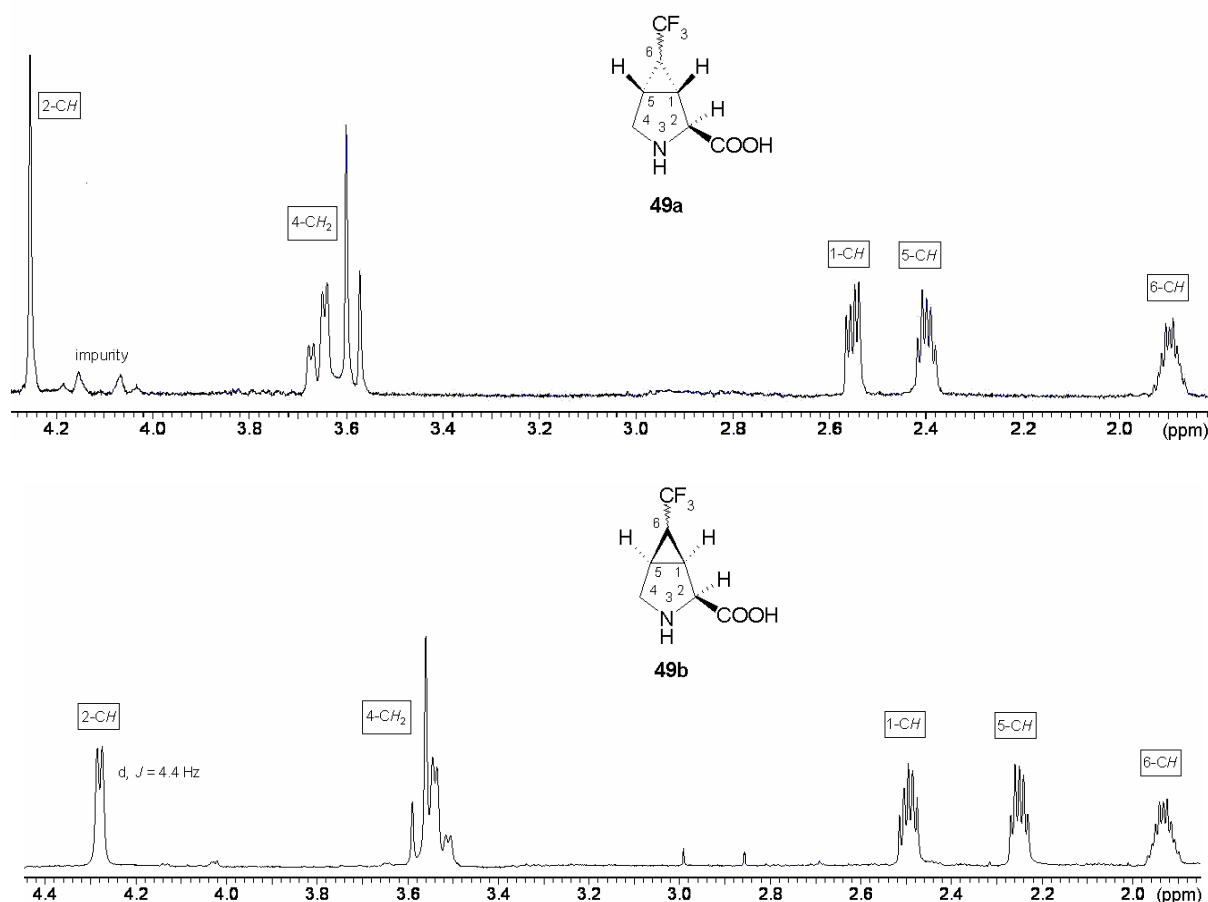 CF3
6
H
H
2-CH
5
1
H
4
3
2
N
H
COOH
49a
4-CH2
1-CH
5-CH
6-CH
impurity
4.2 4.0 3.8 3.6 3.4 3.2 3.0 2.8 2.6 2.4 2.2 2.0 (ppm)
CF3
6
H
H
5
1
H
4
3
2
N
H
COOH
49b
2-CH
4-CH2
1-CH
5-CH
6-CH
d, J = 4.4 Hz
4.4 4.2 4.0 3.8 3.6 3.4 3.2 3.0 2.8 2.6 2.4 2.2 2.0 (ppm)